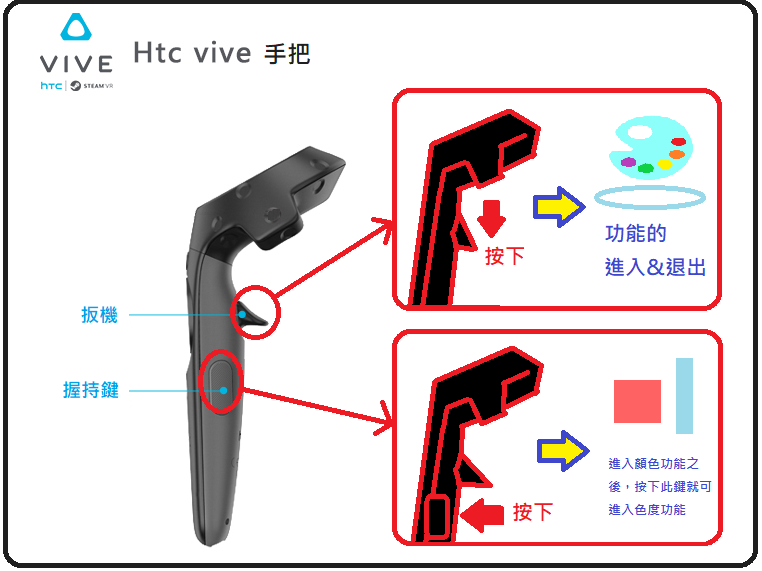 VIVE
htc | STEAMVR
Htc vive 手把
扳機
握持鍵
按下
功能的
進入&退出
按下
進入顏色功能之
後，按下此鍵就可
進入色度功能